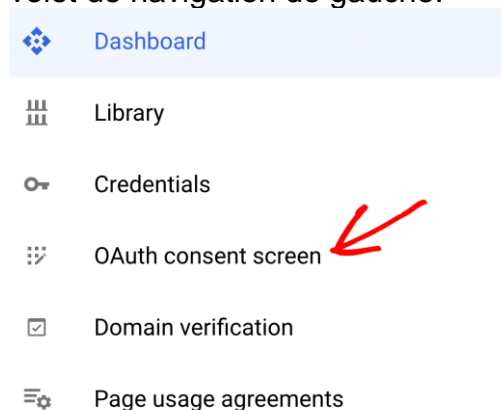 volet de navigation de gauche.
Dashboard
Library
Credentials
OAuth consent screen
Domain verification
Page usage agreements